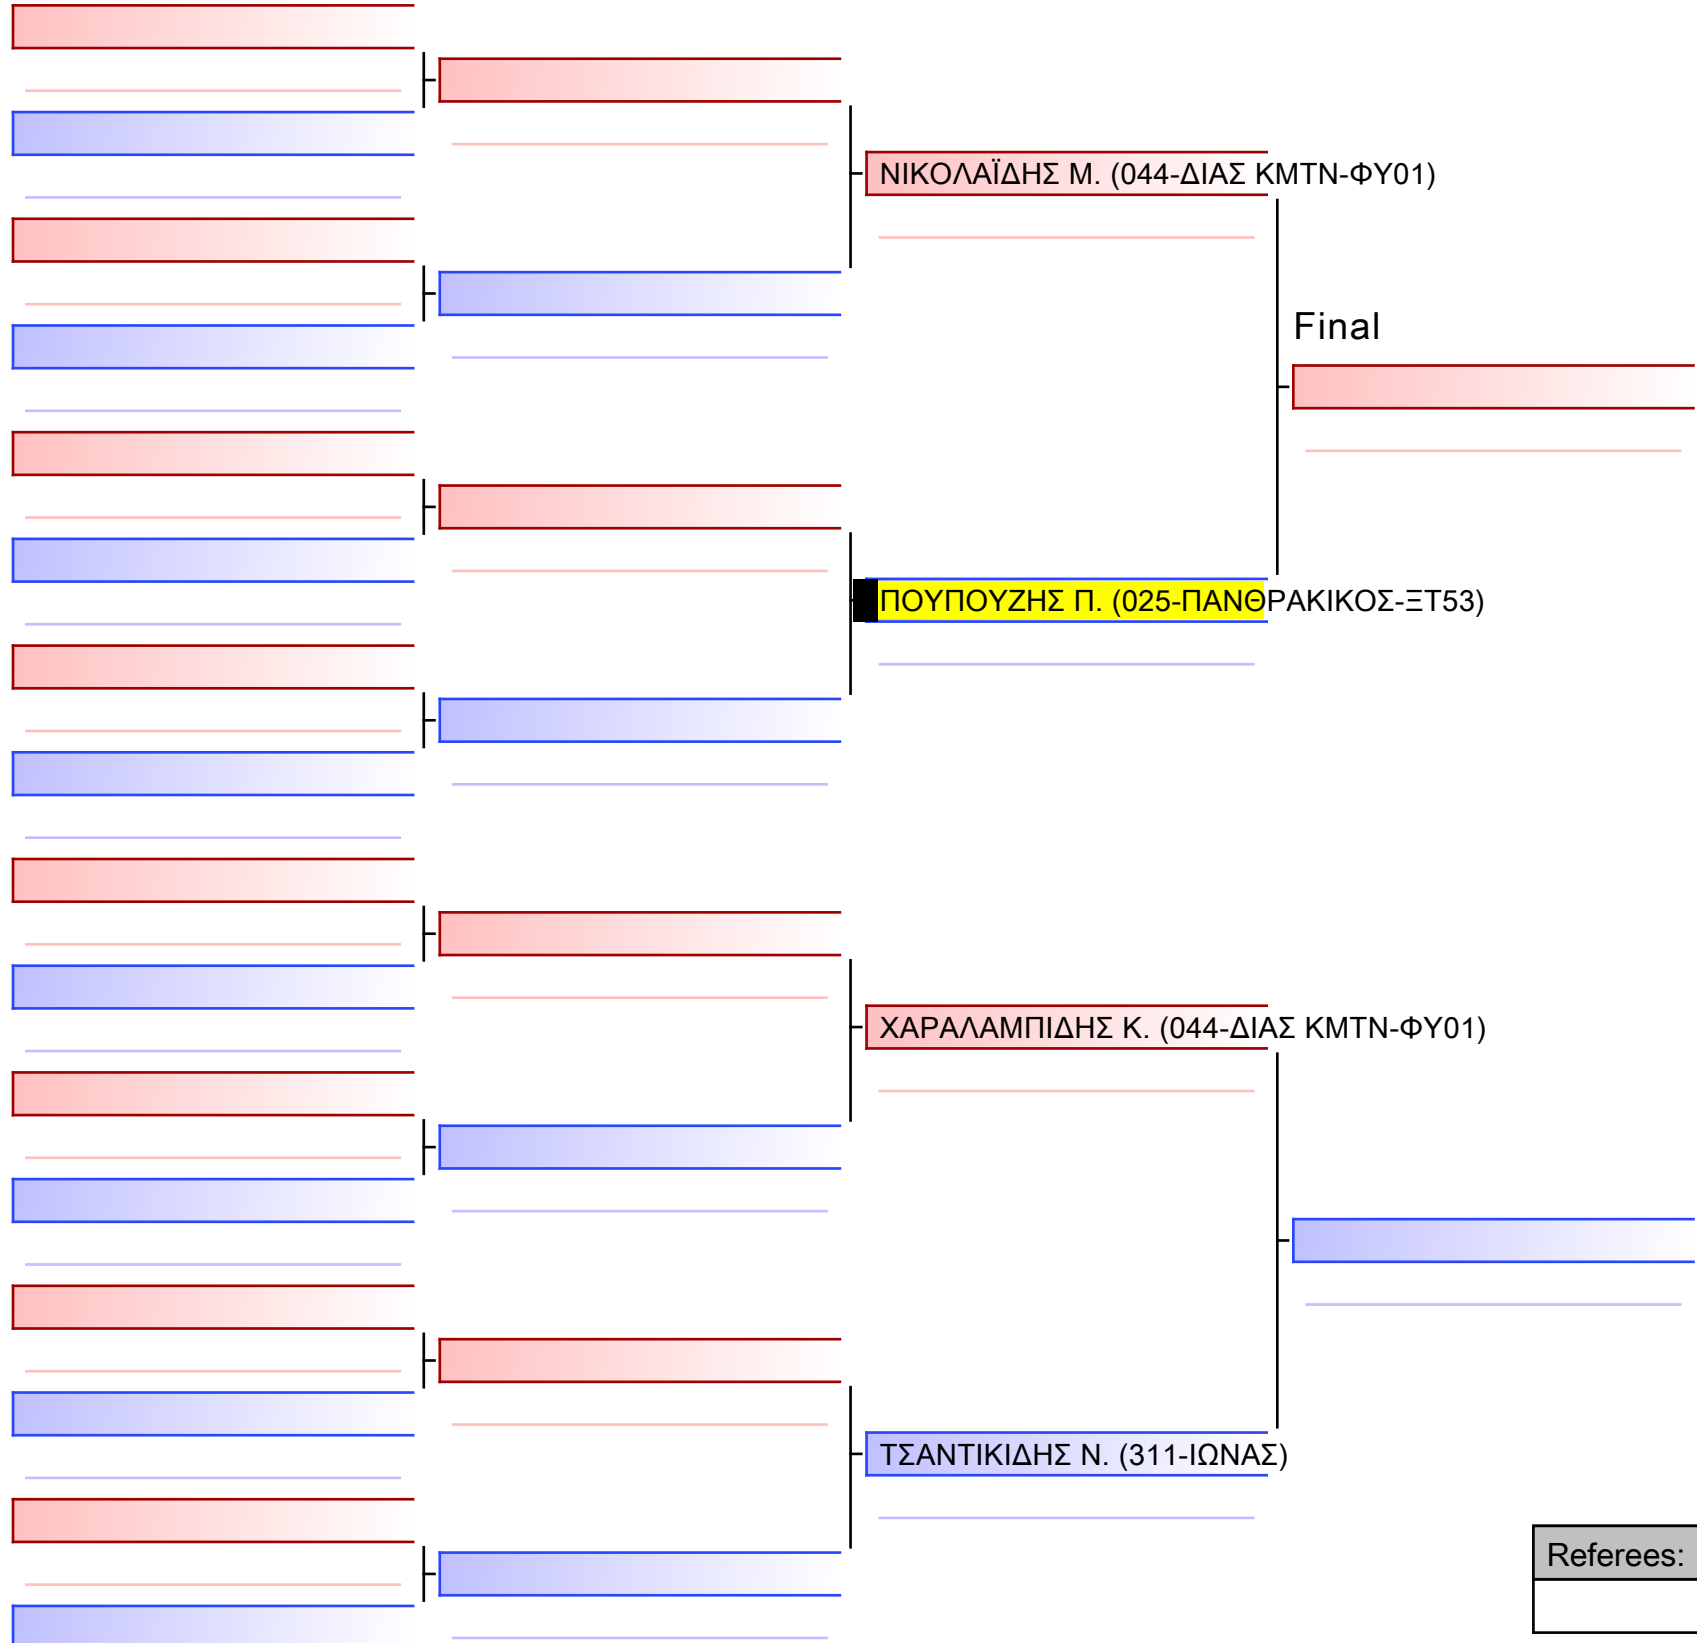 ΝΙΚΟΛΑΪΔΗΣ Μ. (044-ΔΙΑΣ ΚΜΤΝ-ΦΥ01)
Final
ΠΟΥΠΟΥΖΗΣ Π. (025-ΠΑΝΘΡΑΚΙΚΟΣ-ΞΤ53)
ΧΑΡΑΛΑΜΠΙΔΗΣ Κ. (044-ΔΙΑΣ ΚΜΤΝ-ΦΥ01)
ΤΣΑΝΤΙΚΙΔΗΣ Ν. (311-ΙΩΝΑΣ)
Referees: